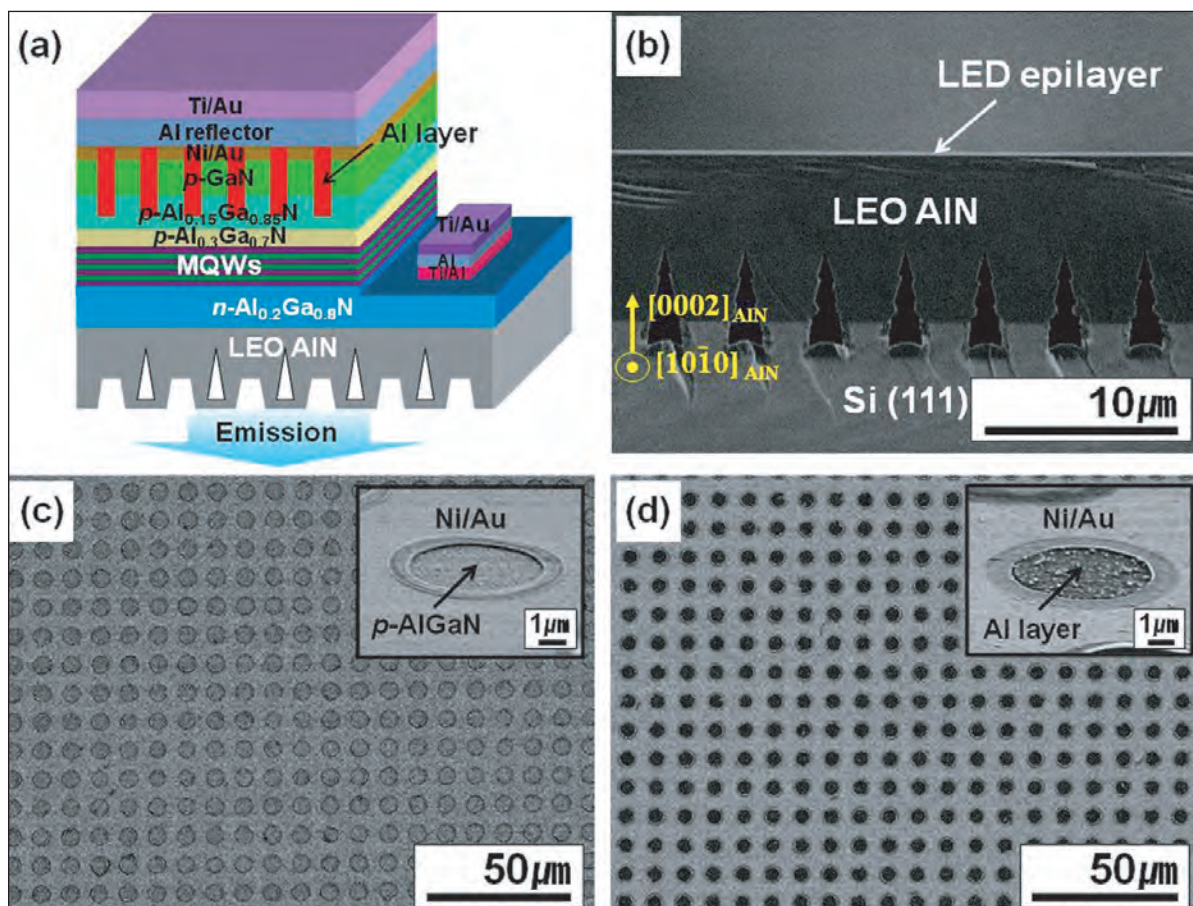 (a)
Ti/Au
Al reflector
Al layer
Ni/Au
p-GaN
p-Al0.15Ga0.85N
p-Al0.3Ga0.7N
MQWs
n-Al0.2Ga0.8N
LEO AlN
Emission
Ti/Au
Al
Ti/Al
(b)
LED epilayer
LEO AlN
[0002]AlN
[101̄0]AlN
Si (111)
10㎛
(c)
Ni/Au
p-AlGaN
1㎛
50㎛
(d)
Ni/Au
Al layer
1㎛
50㎛